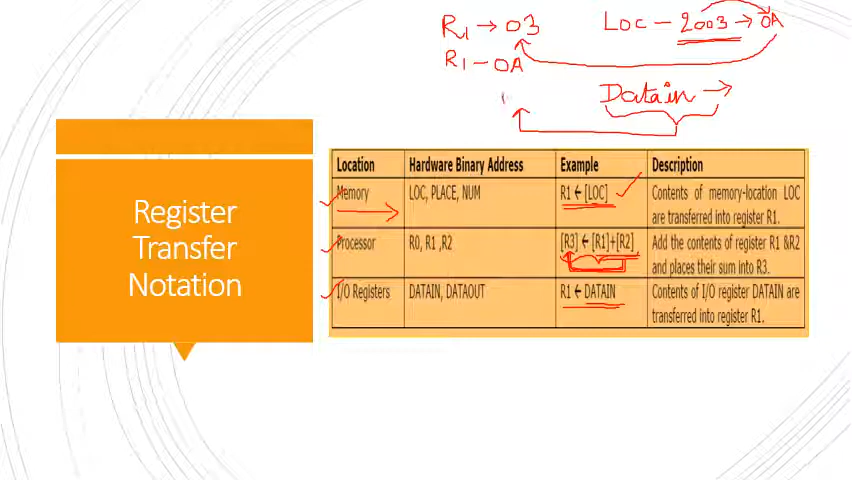 R1 → 03 LOC - 2003 → 0A
R1 - 0A
Datain →
Register
Transfer
Notation
Location Hardware Binary Address Example Description
Memory LOC, PLACE, NUM R1 ← [LOC] Contents of memory-location LOC
are transferred into register R1.
Processor R0, R1 ,R2 [R3] ← [R1]+[R2] Add the contents of register R1 &R2
and places their sum into R3.
I/O Registers DATAIN, DATAOUT R1 ← DATAIN Contents of I/O register DATAIN are
transferred into register R1.